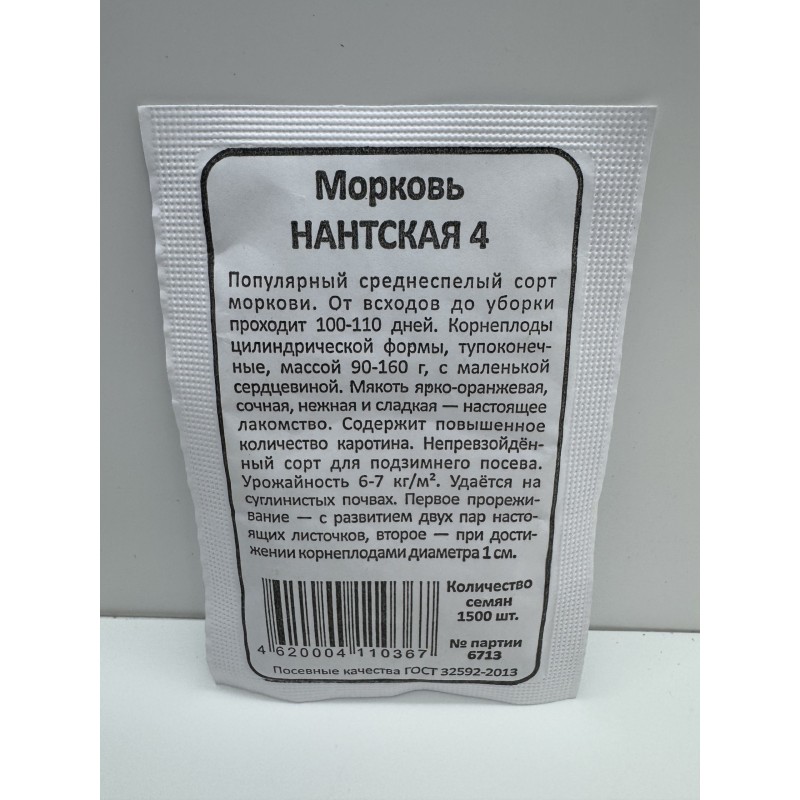 Морковь
НАНТСКАЯ 4
Популярный среднеспелый сорт
моркови. От всходов до уборки
проходит 100-110 дней. Корнеплоды
цилиндрической формы, тупоконеч-
ные, массой 90-160 г, с маленькой
сердцевиной. Мякоть ярко-оранжевая,
сочная, нежная и сладкая — настоящее
лакомство. Содержит повышенное
количество каротина. Непревзойдён-
ный сорт для подзимнего посева.
Урожайность 6-7 кг/м². Удаётся на
суглинистых почвах. Первое прорежи-
вание — с развитием двух пар насто-
ящих листочков, второе — при дости-
жении корнеплодами диаметра 1 см.
Количество
семян
1500 шт.
№ партии
6713
4 620004 110367
Посевные качества ГОСТ 32592-2013